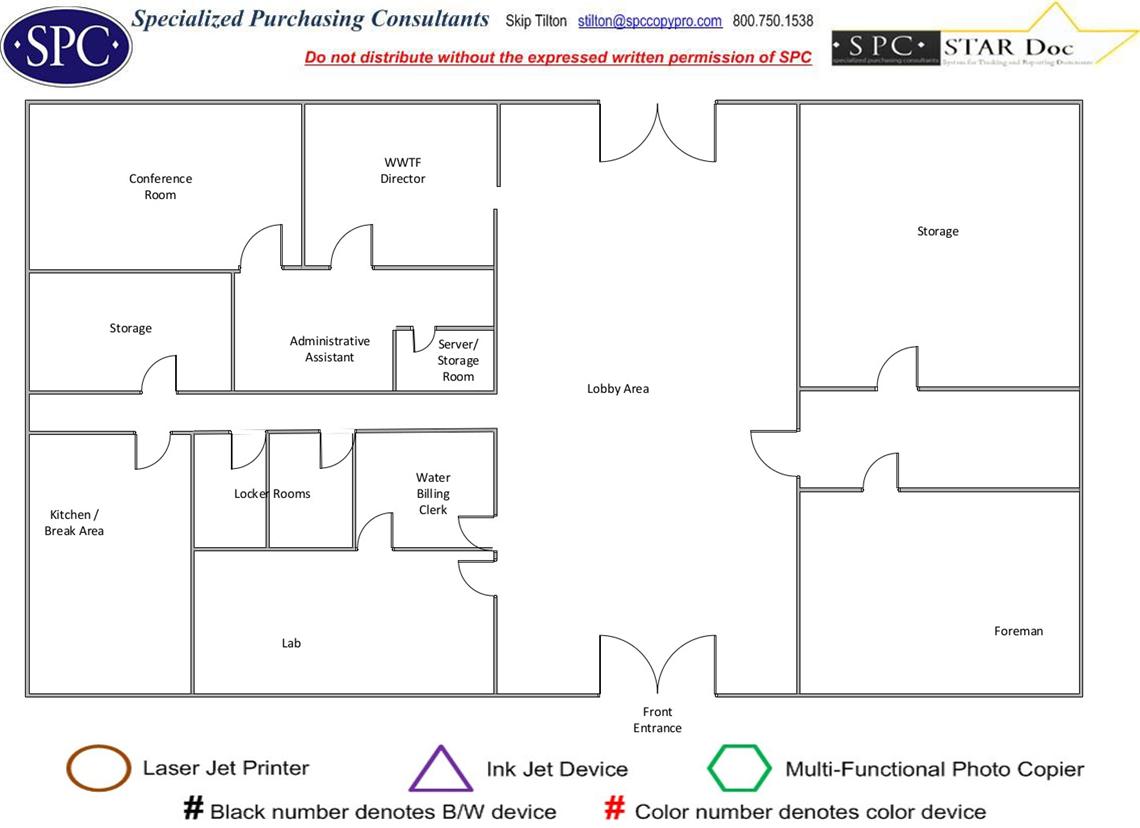 Specialized Purchasing Consultants Skip Tilton stilton@spccopypro.com 800.750.1538
·SPC·
Do not distribute without the expressed written permission of SPC
·SPC· STAR Doc
specialized purchasing consultants System for Tracking and Reporting Documents
Conference
Room
WWTF
Director
Storage
Storage
Administrative
Assistant
Server/
Storage
Room
Lobby Area
Locker Rooms
Water
Billing
Clerk
Kitchen /
Break Area
Lab
Foreman
Front
Entrance
Laser Jet Printer
Ink Jet Device
Multi-Functional Photo Copier
# Black number denotes B/W device
# Color number denotes color device